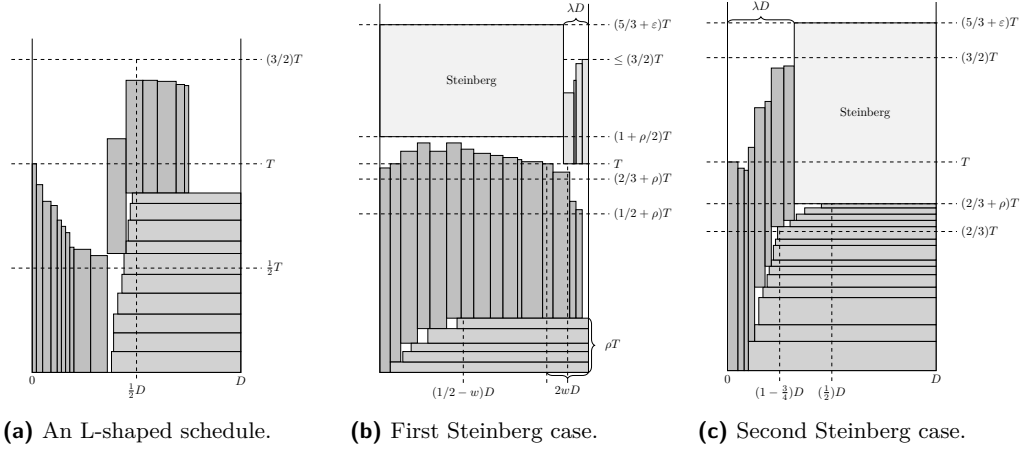 (3/2)T
T
½T
0
½D
D
λD
(5/3 + ε)T
≤ (3/2)T
Steinberg
(1 + ρ/2)T
T
(2/3 + ρ)T
(1/2 + ρ)T
ρT
(1/2 − w)D
2wD
λD
(5/3 + ε)T
(3/2)T
Steinberg
T
(2/3 + ρ)T
(2/3)T
0
D
(1 − ¾)D
(½)D
(a) An L-shaped schedule.
(b) First Steinberg case.
(c) Second Steinberg case.